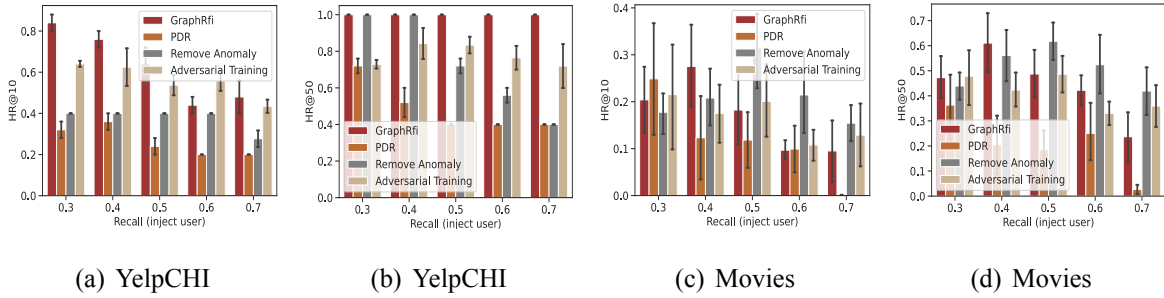 HR@10
0.8
0.6
0.4
0.2
0.0
GraphRfi
PDR
Remove Anomaly
Adversarial Training
0.3 0.4 0.5 0.6 0.7
Recall (inject user)
(a) YelpCHI
HR@50
1.0
0.8
0.6
0.4
0.2
0.0
GraphRfi
PDR
Remove Anomaly
Adversarial Training
0.3 0.4 0.5 0.6 0.7
Recall (inject user)
(b) YelpCHI
HR@10
0.4
0.3
0.2
0.1
0.0
GraphRfi
PDR
Remove Anomaly
Adversarial Training
0.3 0.4 0.5 0.6 0.7
Recall (inject user)
(c) Movies
HR@50
0.7
0.6
0.5
0.4
0.3
0.2
0.1
0.0
GraphRfi
PDR
Remove Anomaly
Adversarial Training
0.3 0.4 0.5 0.6 0.7
Recall (inject user)
(d) Movies